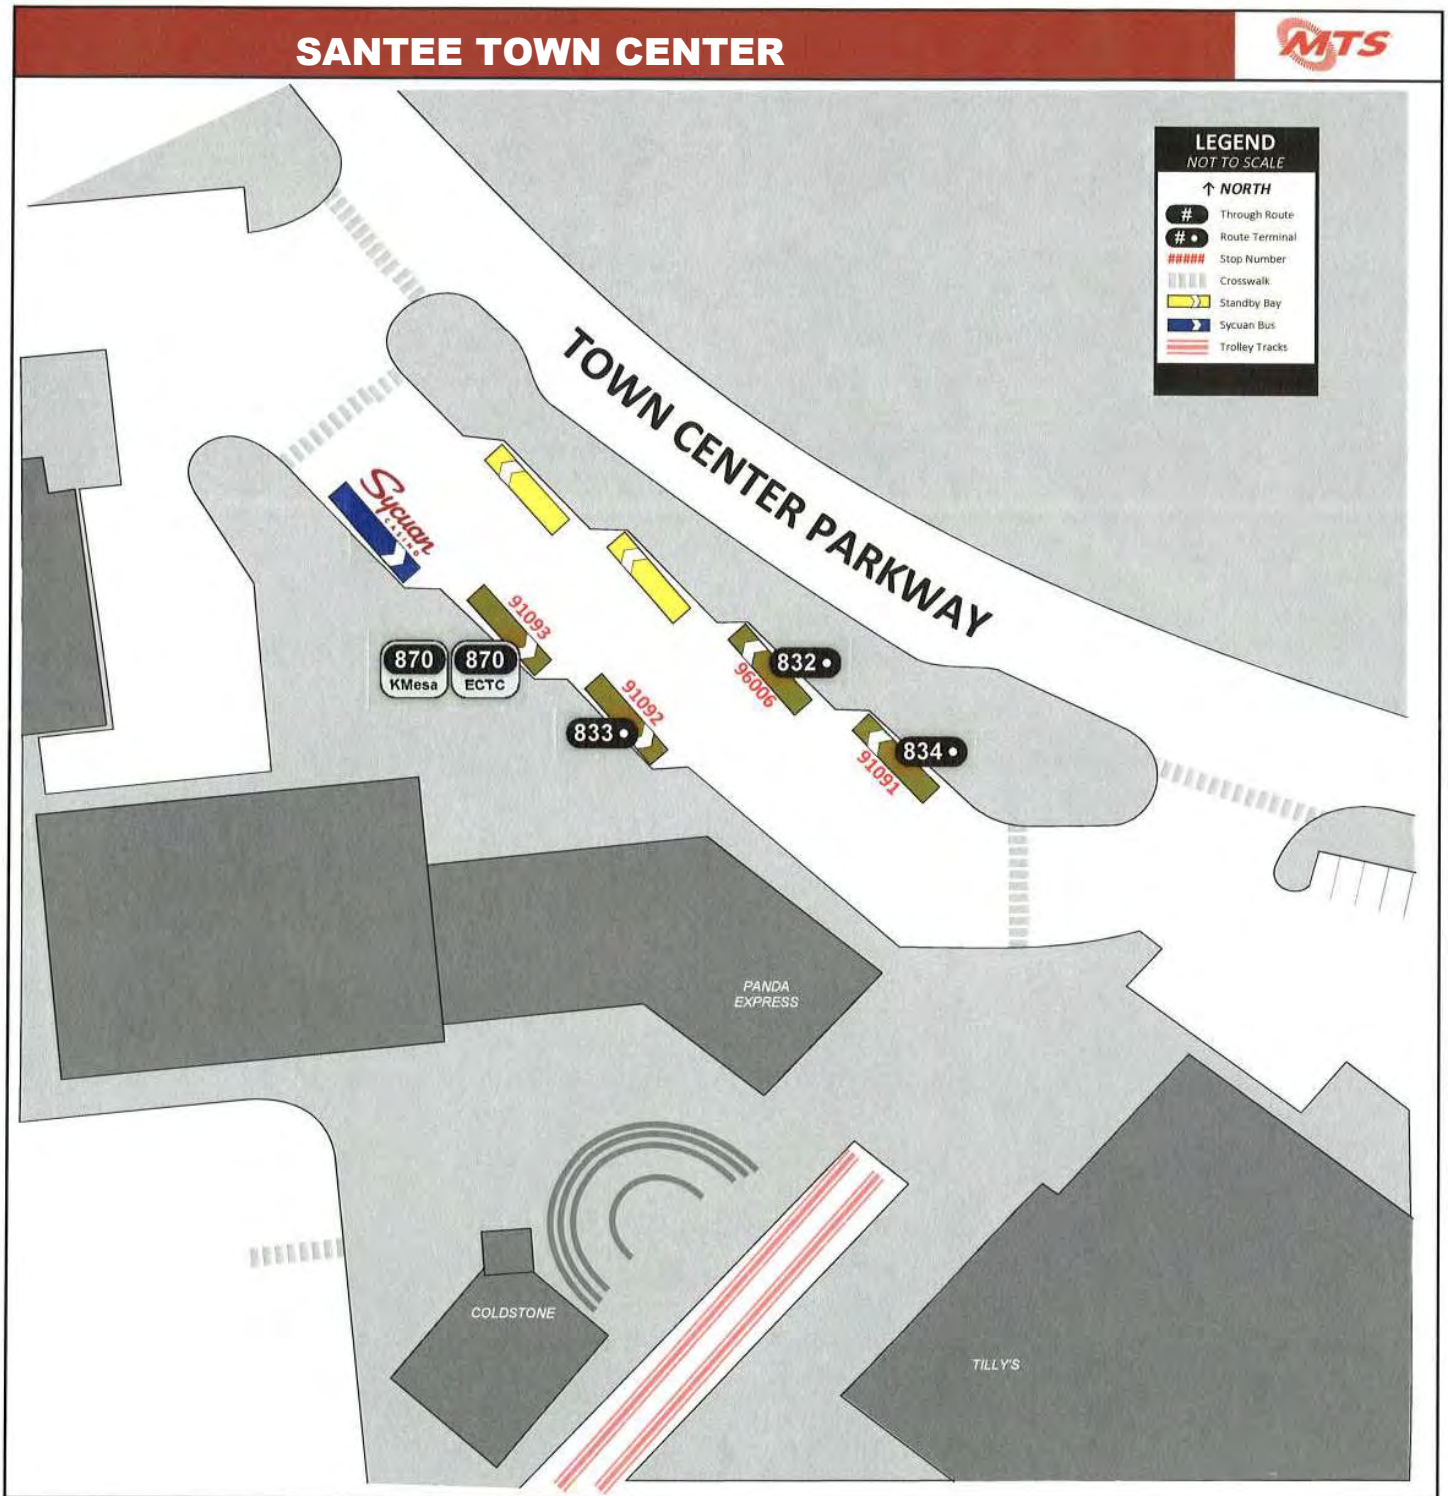 SANTEE TOWN CENTER
MTS
LEGEND
NOT TO SCALE
↑ NORTH
# Through Route
# • Route Terminal
##### Stop Number
Crosswalk
Standby Bay
Sycuan Bus
Trolley Tracks
TOWN CENTER PARKWAY
Sycuan
CASINO
91093
870
KMesa
870
ECTC
91092
833 •
832 •
96006
834 •
91091
PANDA
EXPRESS
COLDSTONE
TILLY'S